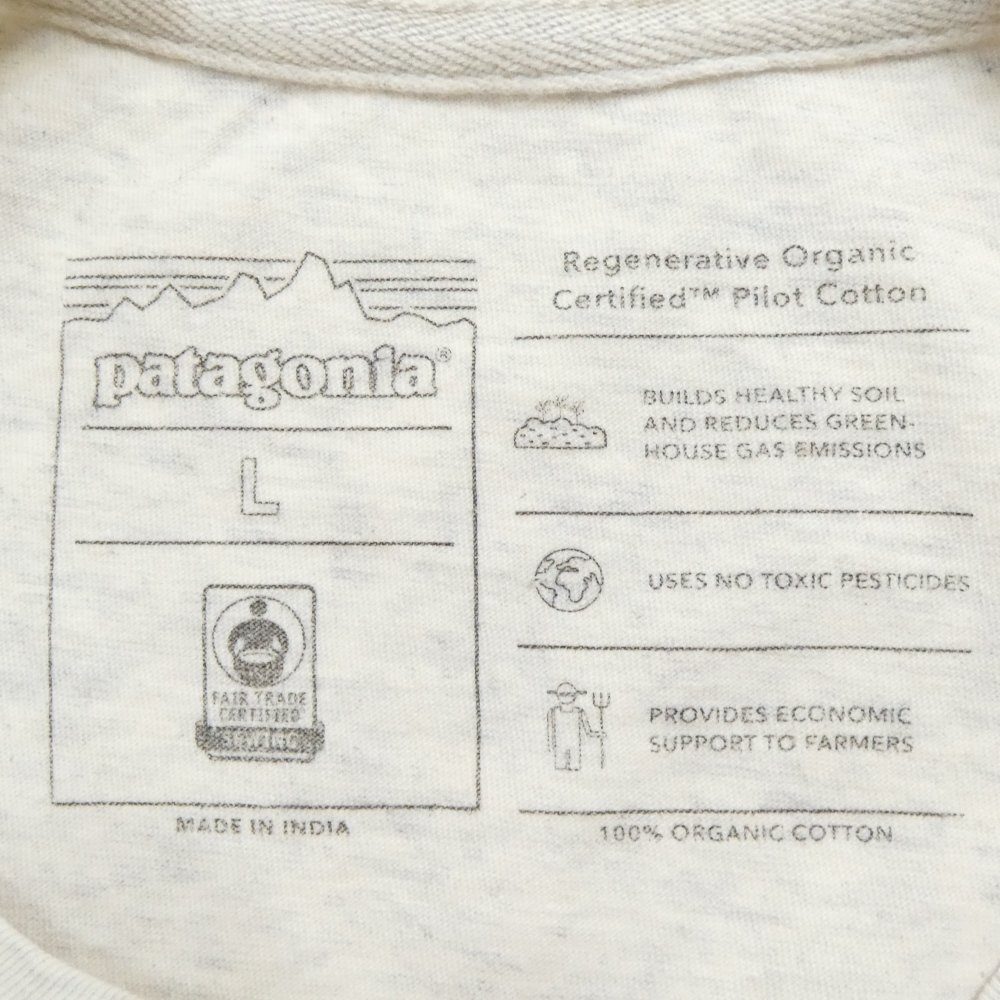 patagonia®
L
FAIR TRADE
CERTIFIED
SEWING
MADE IN INDIA
Regenerative Organic
Certified™ Pilot Cotton
BUILDS HEALTHY SOIL
AND REDUCES GREEN-
HOUSE GAS EMISSIONS
USES NO TOXIC PESTICIDES
PROVIDES ECONOMIC
SUPPORT TO FARMERS
100% ORGANIC COTTON